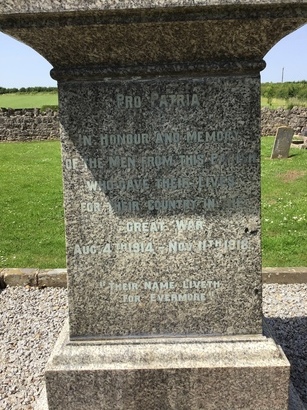 PRO PATRIA
IN HONOUR AND MEMORY
OF THE MEN FROM THIS PARISH
WHO GAVE THEIR LIVES
FOR THEIR COUNTRY IN THE
GREAT WAR
AUG. 4TH 1914 - NOV. 11TH 1918
"THEIR NAME LIVETH
FOR EVERMORE"